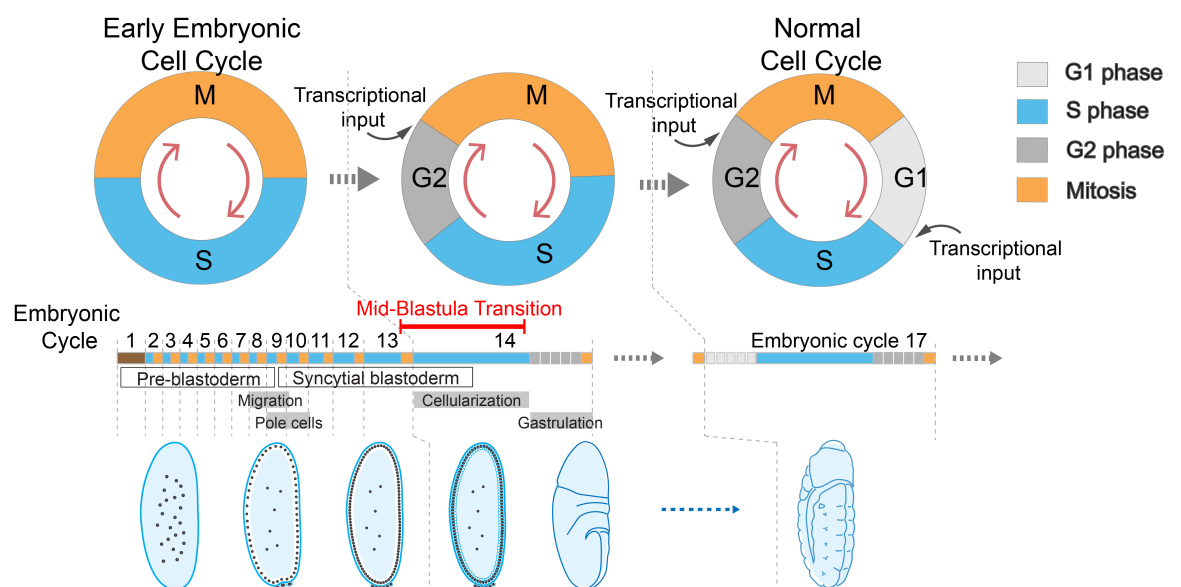 Early Embryonic
Cell Cycle
Normal
Cell Cycle
M
S
Transcriptional
input
M
G2
S
Transcriptional
input
M
G2
G1
S
Transcriptional
input
G1 phase
S phase
G2 phase
Mitosis
Mid-Blastula Transition
Embryonic
Cycle
1 2 3 4 5 6 7 8 9 10 11 12 13 14
Embryonic cycle 17
Pre-blastoderm
Syncytial blastoderm
Migration
Cellularization
Pole cells
Gastrulation